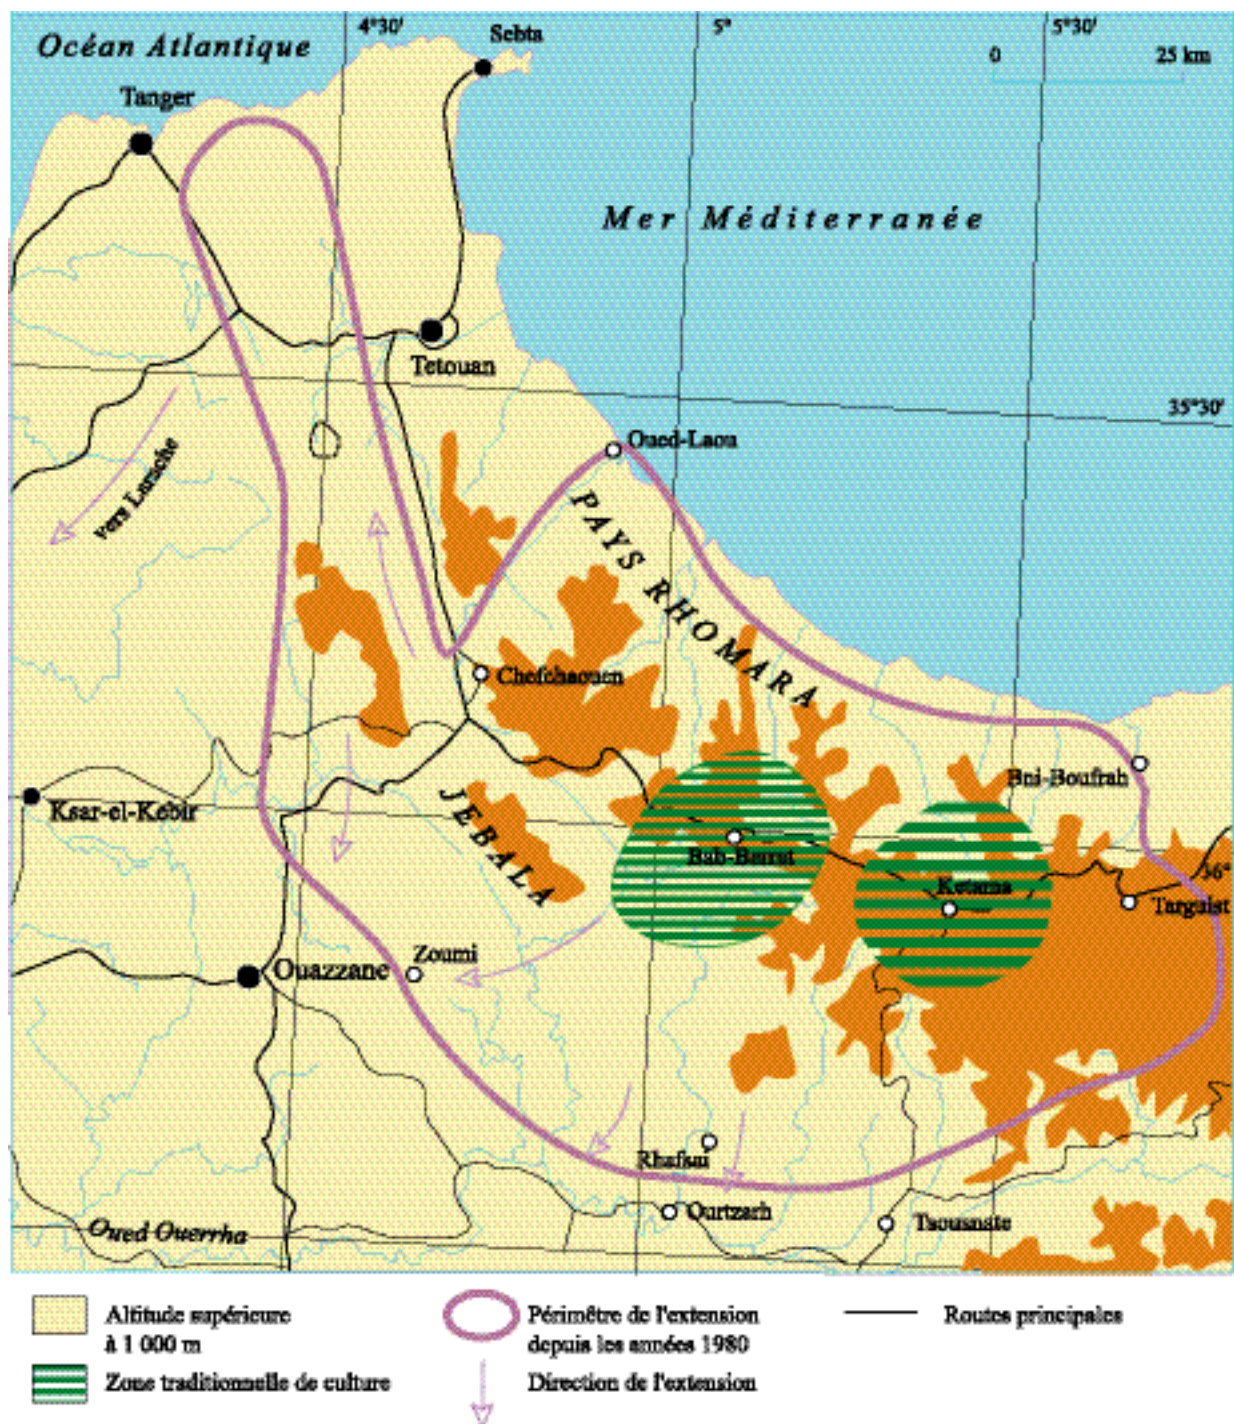 Océan Atlantique
4°30'
Sebta
5°
5°30'
0 25 km
Tanger
Mer Méditerranée
Tetouan
35°30'
Oued-Laou
vers Larache
PAYS RHOMARA
Chefchaouen
Bni-Boufrah
Ksar-el-Kébir
JEBALA
Bab-Berrat
36°
Ketama
Targuist
Zoumi
Ouazzane
Rhafsai
Ourtzarh
Tsousnate
Oued Ouerrha
Altitude supérieure
à 1 000 m
Périmètre de l'extension
depuis les années 1980
Routes principales
Zone traditionnelle de culture
Direction de l'extension